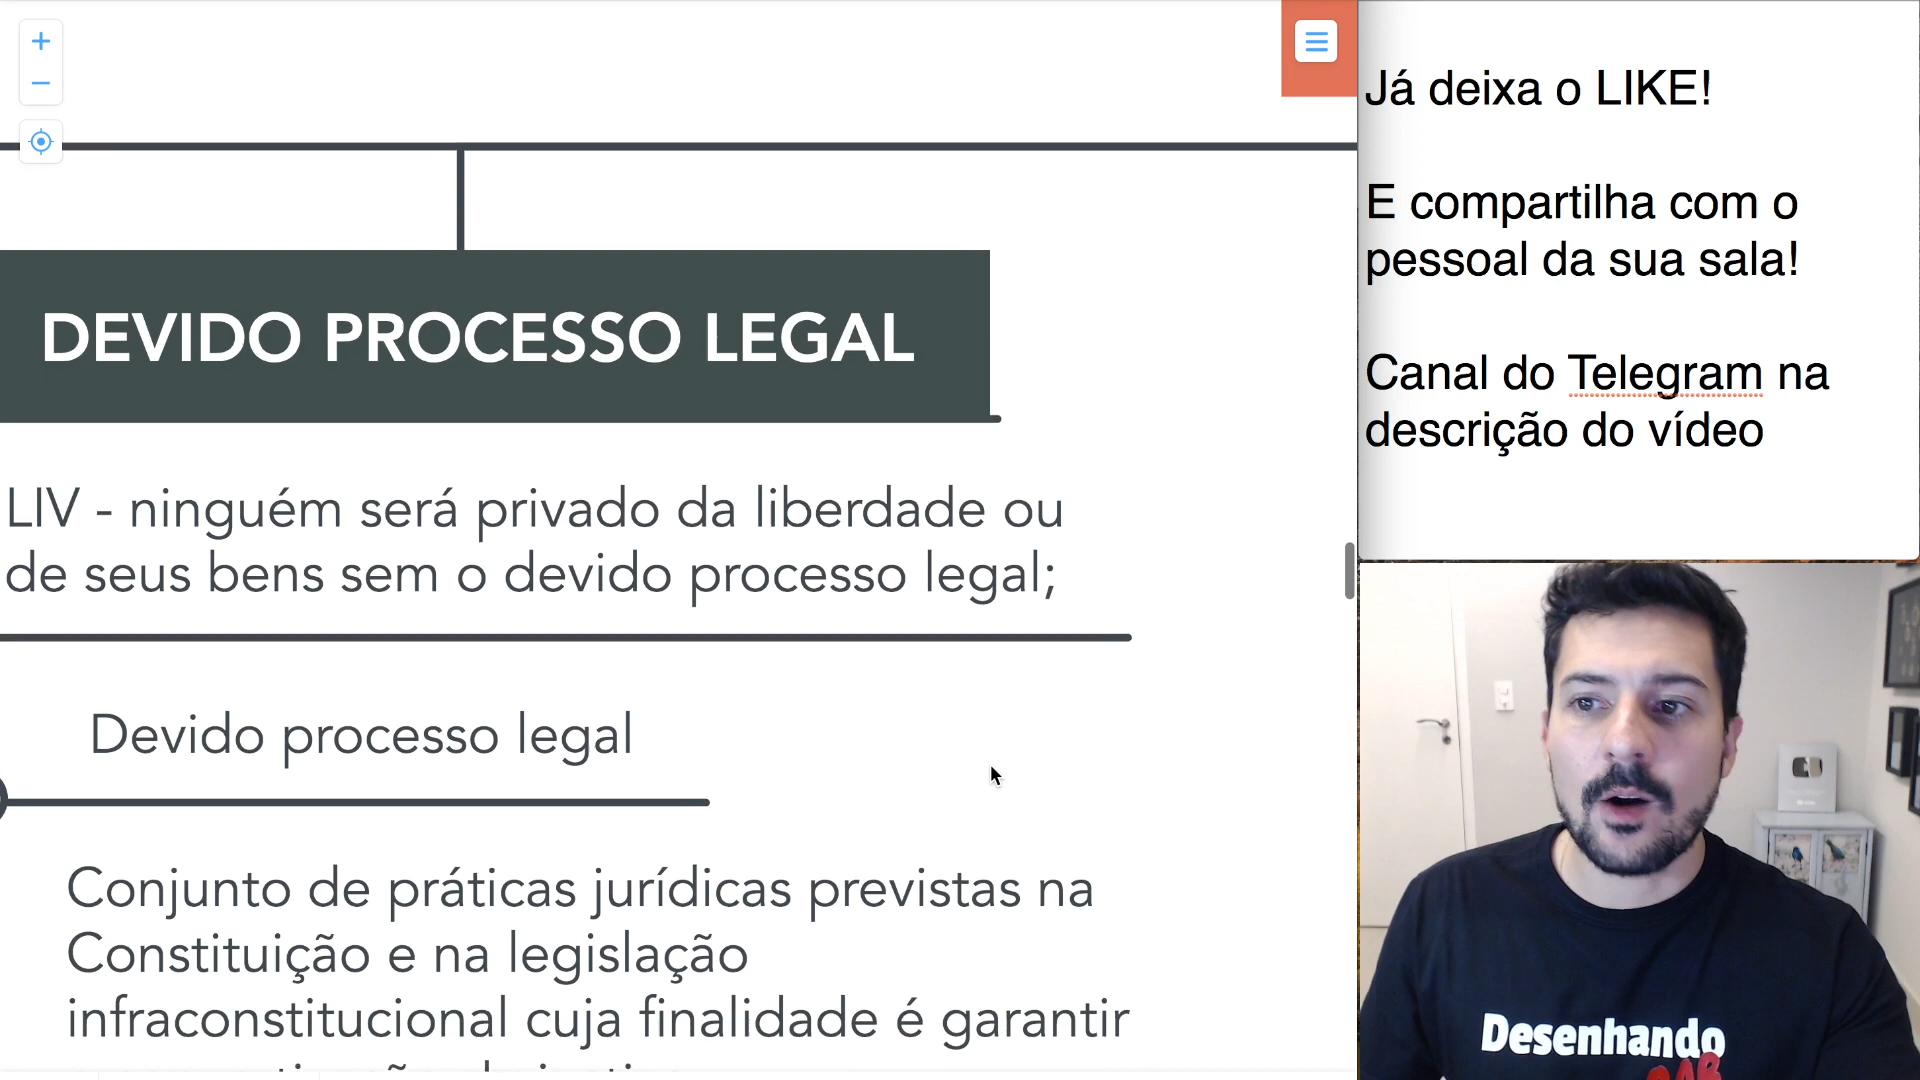 DEVIDO PROCESSO LEGAL
LIV - ninguém será privado da liberdade ou
de seus bens sem o devido processo legal;
Devido processo legal
Conjunto de práticas jurídicas previstas na
Constituição e na legislação
infraconstitucional cuja finalidade é garantir
Já deixa o LIKE!
E compartilha com o
pessoal da sua sala!
Canal do Telegram na
descrição do vídeo
Desenhando